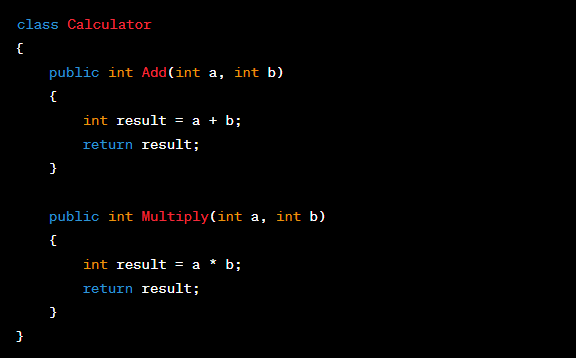 class Calculator
{
    public int Add(int a, int b)
    {
        int result = a + b;
        return result;
    }

    public int Multiply(int a, int b)
    {
        int result = a * b;
        return result;
    }
}